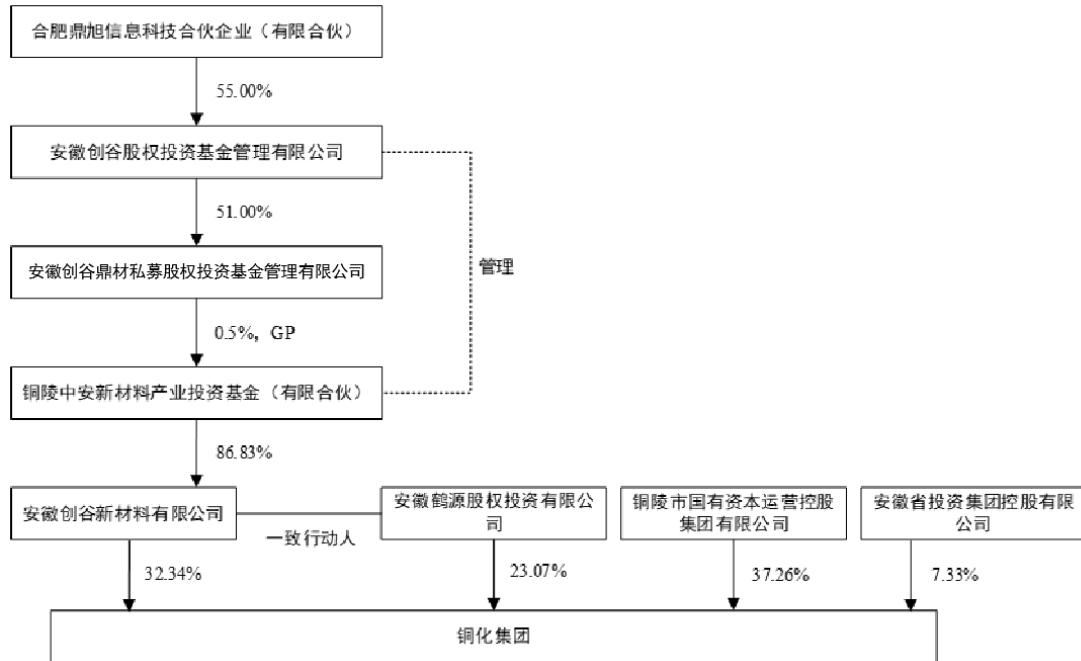 合肥鼎旭信息科技合伙企业（有限合伙）
55.00%
安徽创谷股权投资基金管理有限公司
51.00%
安徽创谷鼎材私募股权投资基金管理有限公司
管理
0.5%，GP
铜陵中安新材料产业投资基金（有限合伙）
86.83%
安徽创谷新材料有限公司
一致行动人
安徽鹤源股权投资有限公
司
铜陵市国有资本运营控股
集团有限公司
安徽省投资集团控股有限
公司
32.34%
23.07%
37.26%
7.33%
铜化集团